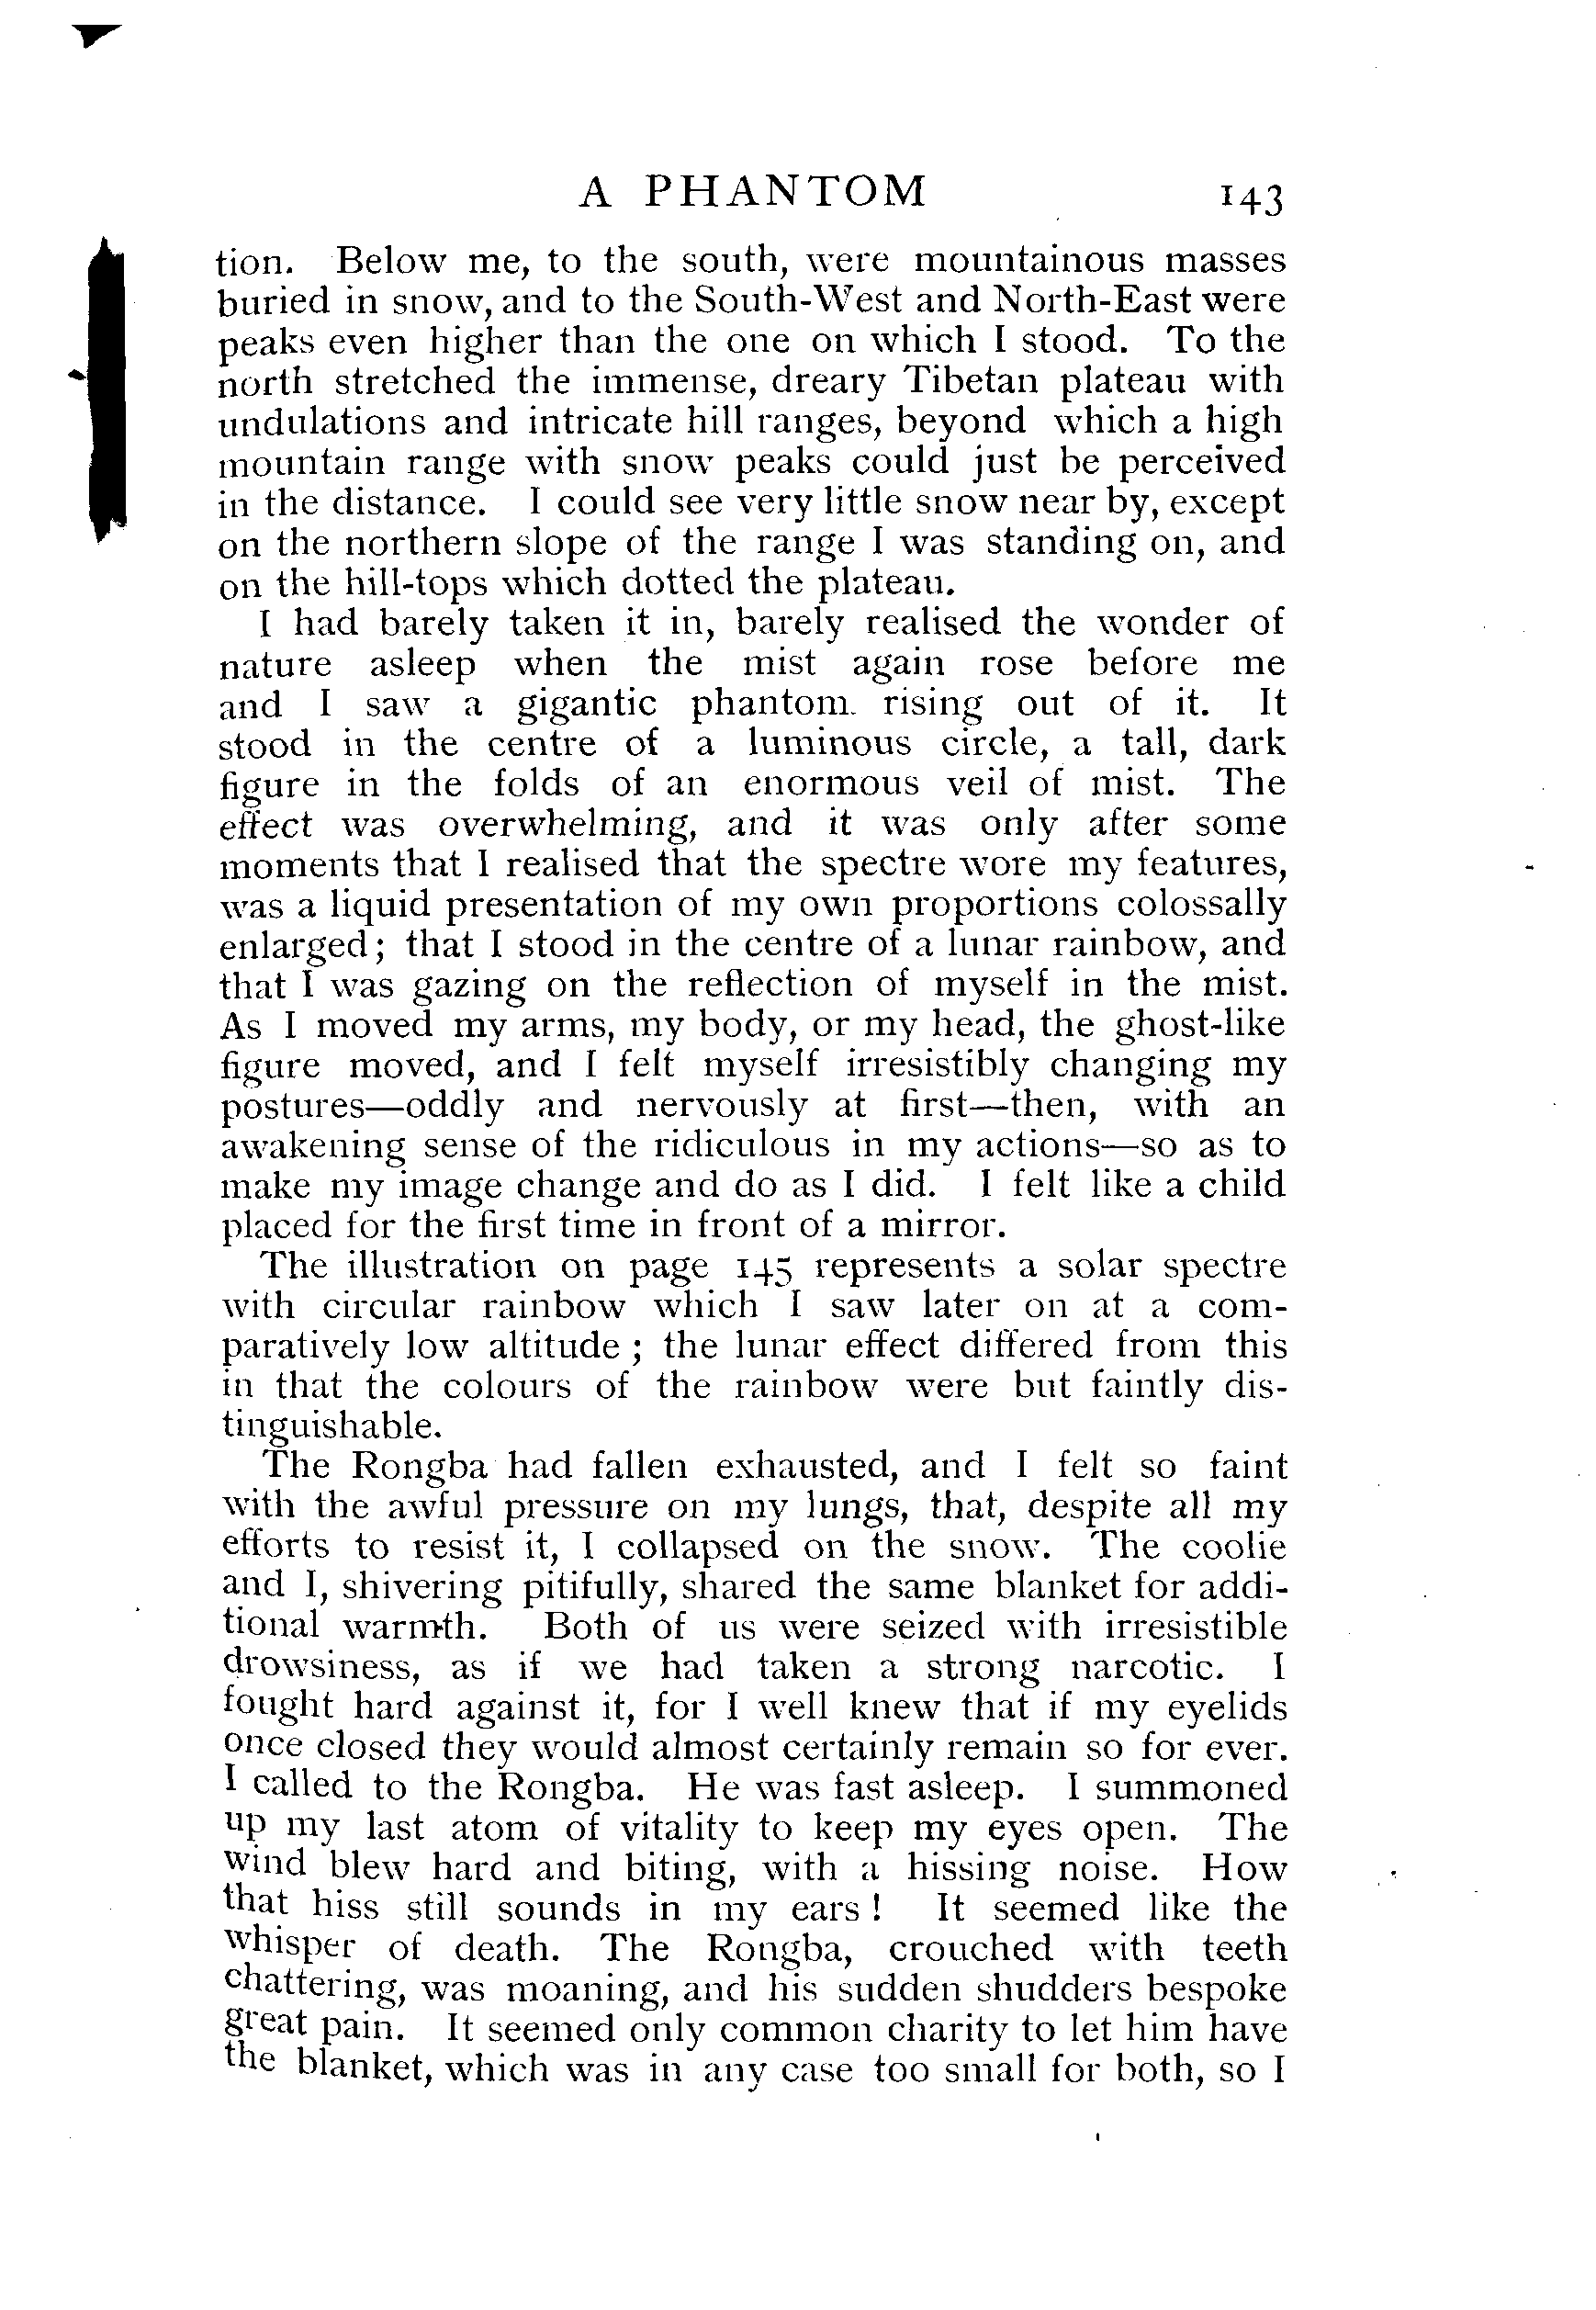 A PHANTOM 143
tion. Below me, to the south, were mountainous masses
buried in snow, and to the South-West and North-East were
peaks even higher than the one on which I stood. To the
north stretched the immense, dreary Tibetan plateau with
undulations and intricate hill ranges, beyond which a high
mountain range with snow peaks could just be perceived
in the distance. I could see very little snow near by, except
on the northern slope of the range I was standing on, and
on the hill-tops which dotted the plateau.
I had barely taken it in, barely realised the wonder of
nature asleep when the mist again rose before me
and I saw a gigantic phantom rising out of it. It
stood in the centre of a luminous circle, a tall, dark
figure in the folds of an enormous veil of mist. The
effect was overwhelming, and it was only after some
moments that I realised that the spectre wore my features,
was a liquid presentation of my own proportions colossally
enlarged; that I stood in the centre of a lunar rainbow, and
that I was gazing on the reflection of myself in the mist.
As I moved my arms, my body, or my head, the ghost-like
figure moved, and I felt myself irresistibly changing my
postures—oddly and nervously at first—then, with an
awakening sense of the ridiculous in my actions—so as to
make my image change and do as I did. I felt like a child
placed for the first time in front of a mirror.
The illustration on page 145 represents a solar spectre
with circular rainbow which I saw later on at a com-
paratively low altitude; the lunar effect differed from this
in that the colours of the rainbow were but faintly dis-
tinguishable.
The Rongba had fallen exhausted, and I felt so faint
with the awful pressure on my lungs, that, despite all my
efforts to resist it, I collapsed on the snow. The coolie
and I, shivering pitifully, shared the same blanket for addi-
tional warmth. Both of us were seized with irresistible
drowsiness, as if we had taken a strong narcotic. I
fought hard against it, for I well knew that if my eyelids
once closed they would almost certainly remain so for ever.
I called to the Rongba. He was fast asleep. I summoned
up my last atom of vitality to keep my eyes open. The
wind blew hard and biting, with a hissing noise. How
that hiss still sounds in my ears! It seemed like the
whisper of death. The Rongba, crouched with teeth
chattering, was moaning, and his sudden shudders bespoke
great pain. It seemed only common charity to let him have
the blanket, which was in any case too small for both, so I